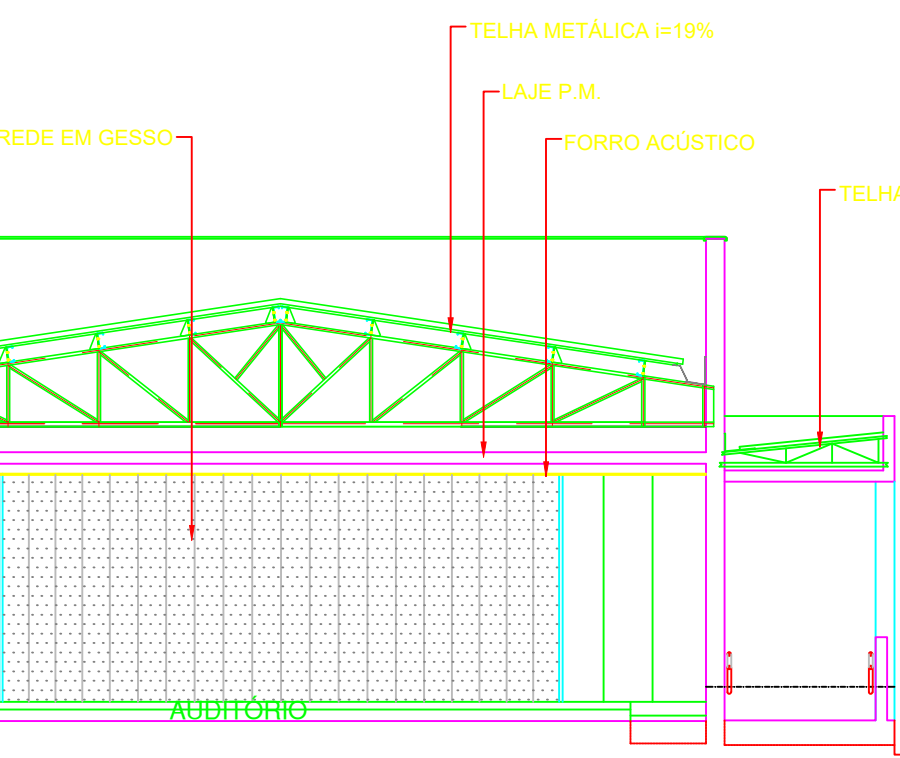 TELHA METÁLICA i=19%
LAJE P.M.
REDE EM GESSO
FORRO ACÚSTICO
TELHA
AUDITÓRIO